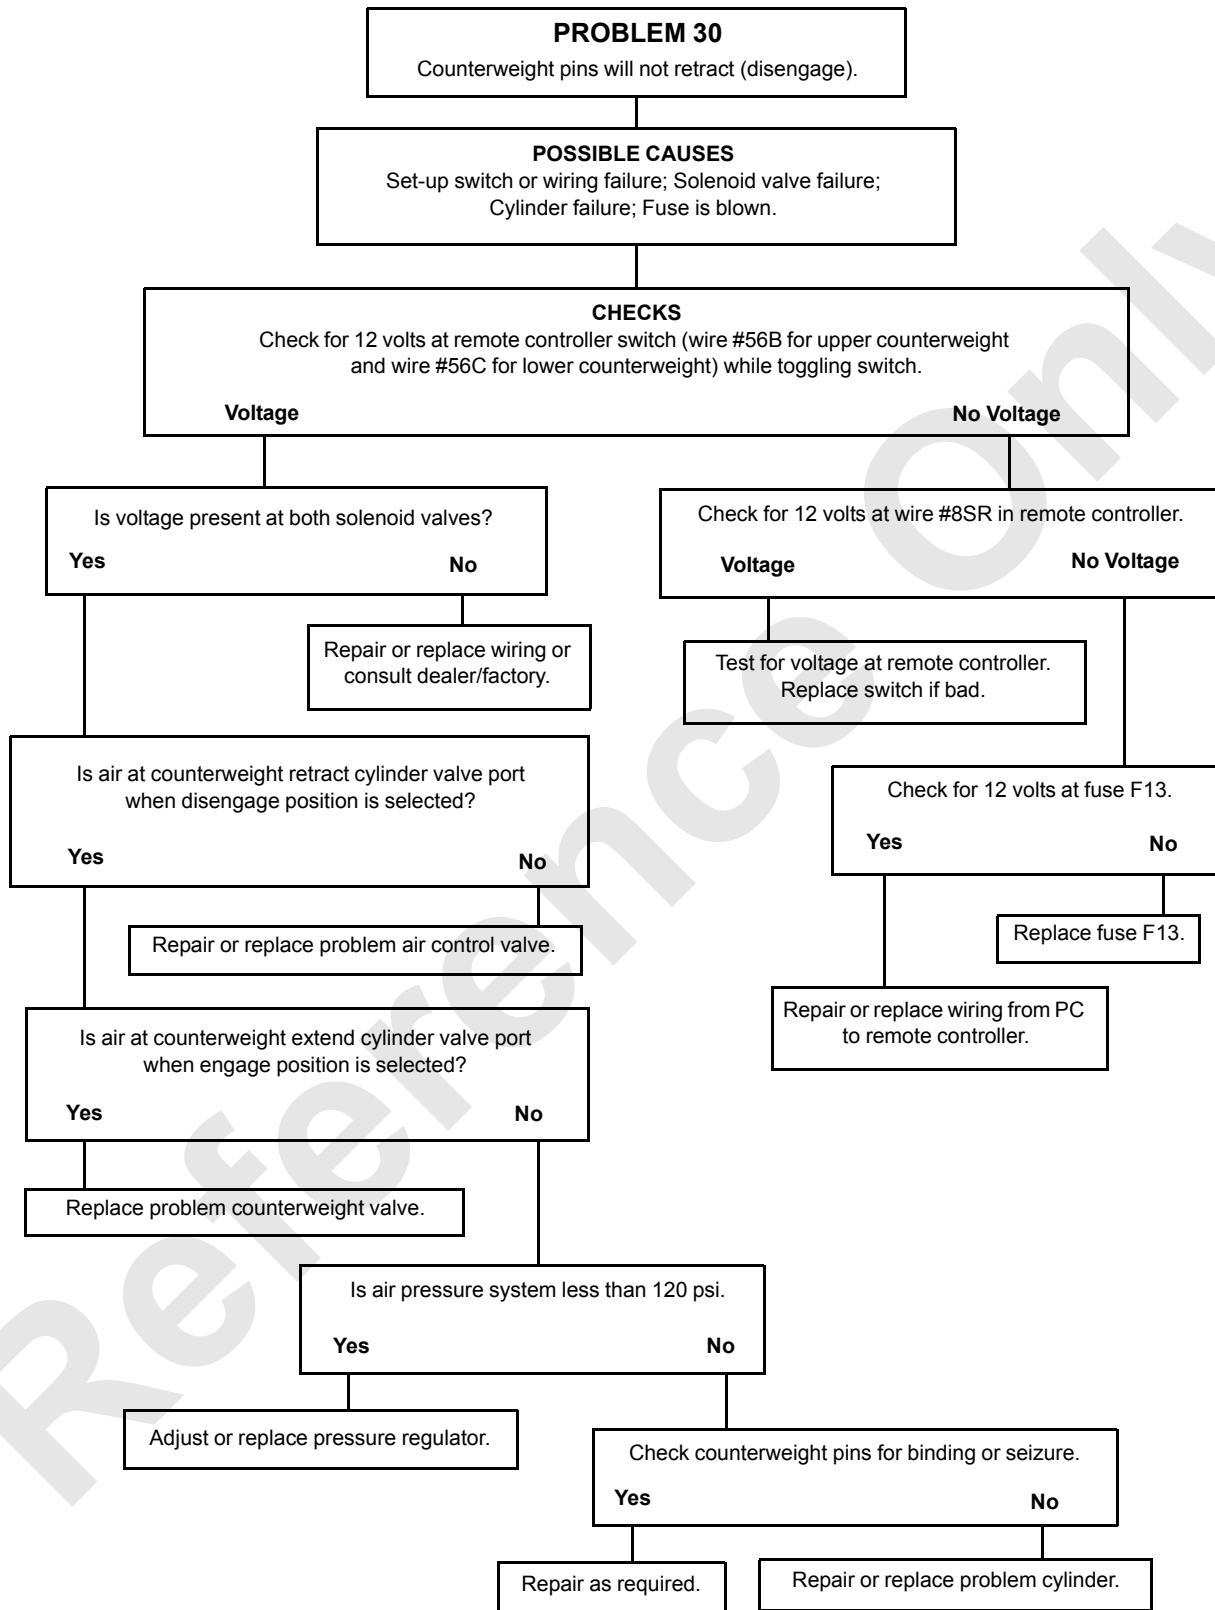 PROBLEM 30
Counterweight pins will not retract (disengage).
POSSIBLE CAUSES
Set-up switch or wiring failure; Solenoid valve failure;
Cylinder failure; Fuse is blown.
CHECKS
Check for 12 volts at remote controller switch (wire #56B for upper counterweight
and wire #56C for lower counterweight) while toggling switch.
Voltage
No Voltage
Is voltage present at both solenoid valves?
Yes
No
Check for 12 volts at wire #8SR in remote controller.
Voltage
No Voltage
Repair or replace wiring or
consult dealer/factory.
Test for voltage at remote controller.
Replace switch if bad.
Is air at counterweight retract cylinder valve port
when disengage position is selected?
Yes
No
Check for 12 volts at fuse F13.
Yes
No
Repair or replace problem air control valve.
Replace fuse F13.
Repair or replace wiring from PC
to remote controller.
Is air at counterweight extend cylinder valve port
when engage position is selected?
Yes
No
Replace problem counterweight valve.
Is air pressure system less than 120 psi.
Yes
No
Adjust or replace pressure regulator.
Check counterweight pins for binding or seizure.
Yes
No
Repair as required.
Repair or replace problem cylinder.
Reference Only